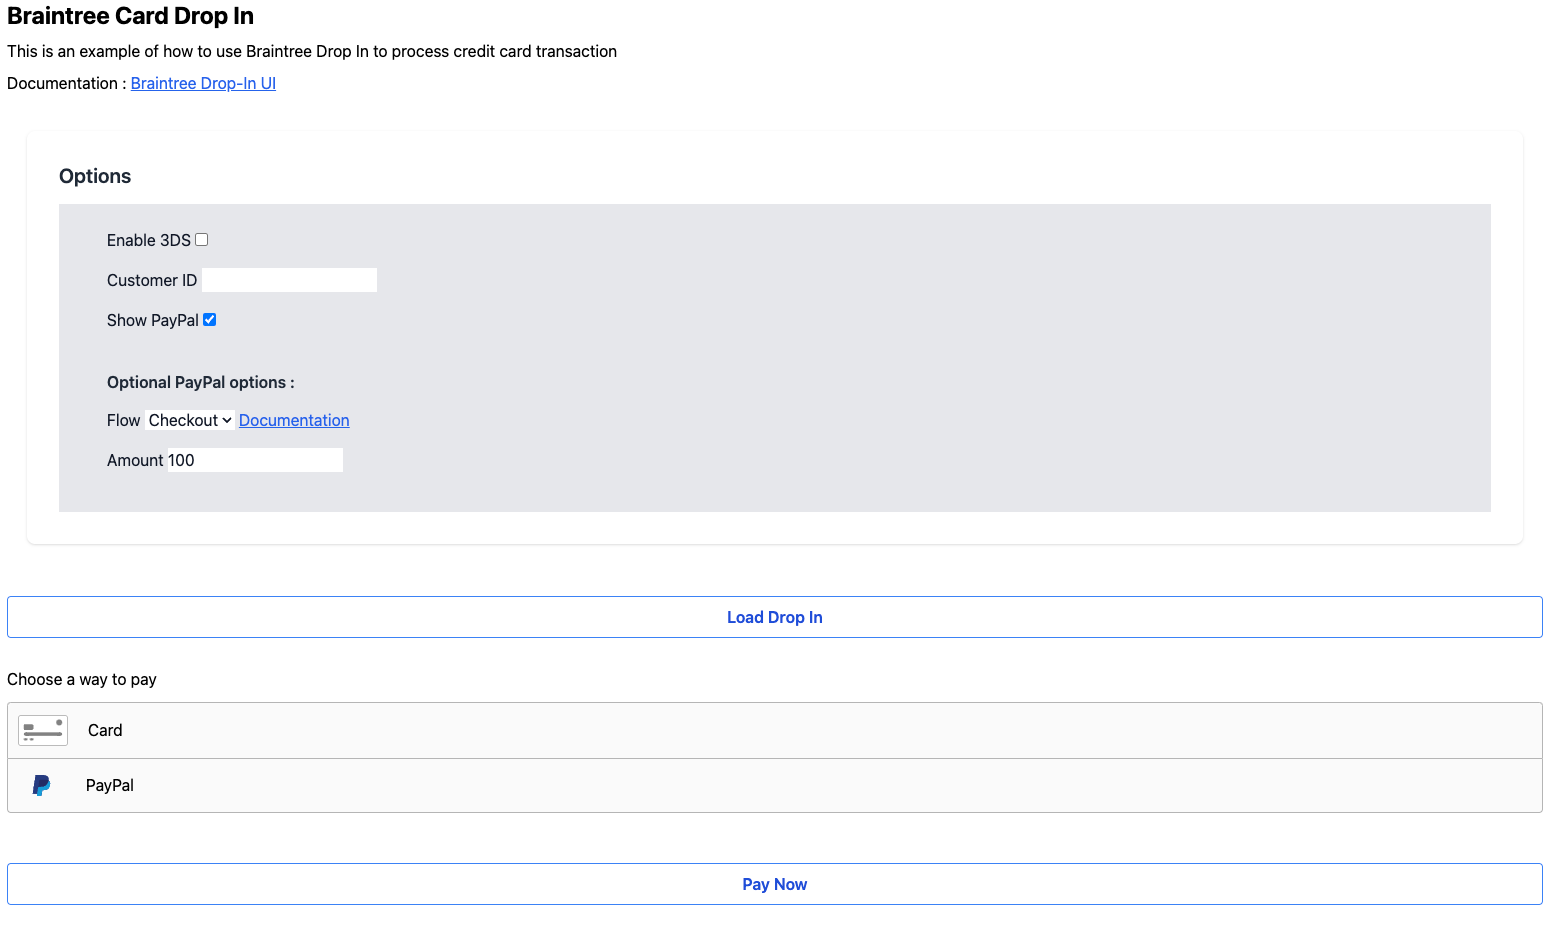 Braintree Card Drop In
This is an example of how to use Braintree Drop In to process credit card transaction
Documentation : Braintree Drop-In UI
Options
Enable 3DS
Customer ID
Show PayPal
Optional PayPal options :
Flow Checkout Documentation
Amount 100
Load Drop In
Choose a way to pay
Card
PayPal
Pay Now